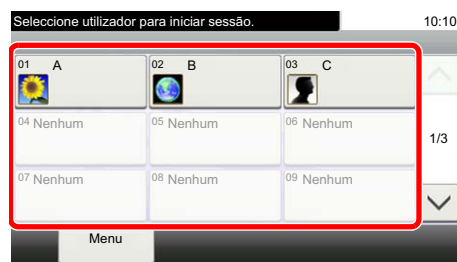 Seleccione utilizador para iniciar sessão. 10:10
01 A 02 B 03 C
04 Nenhum 05 Nenhum 06 Nenhum
1/3
07 Nenhum 08 Nenhum 09 Nenhum
Menu